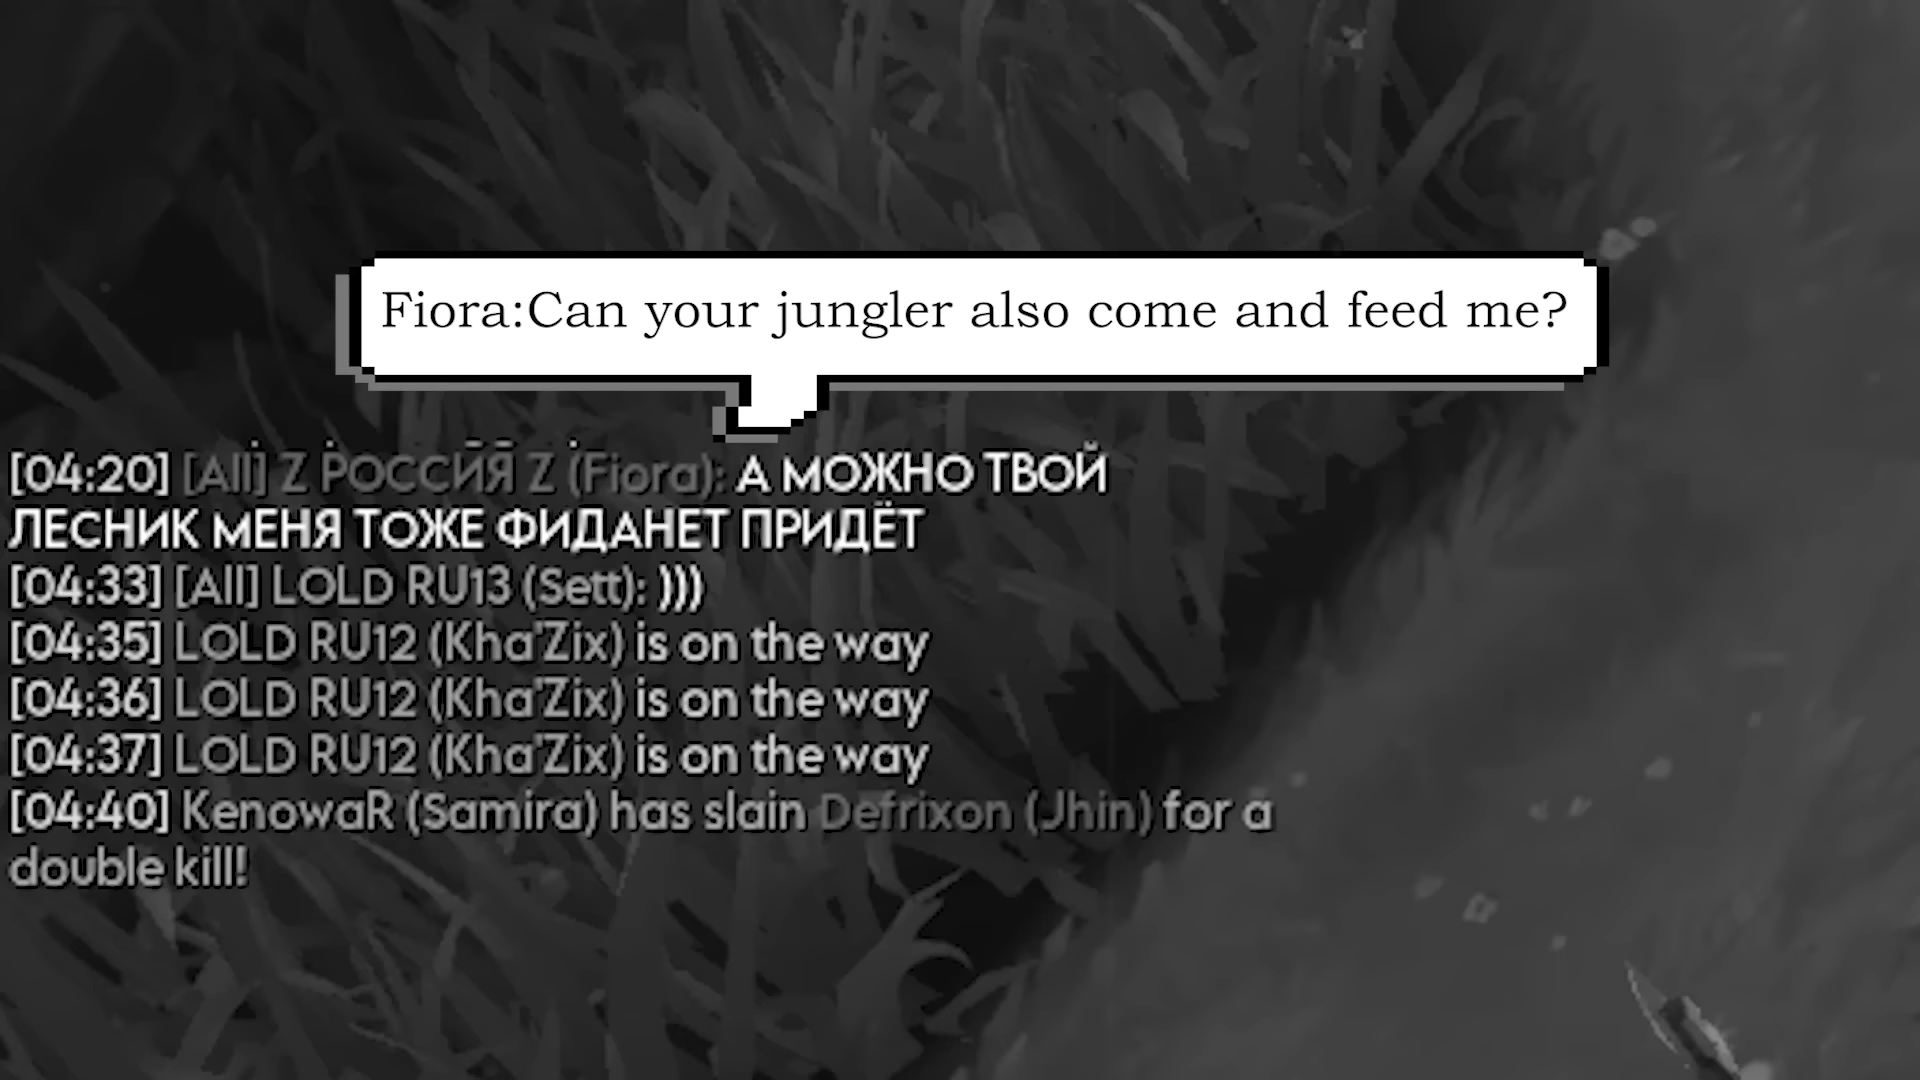 Fiora:Can your jungler also come and feed me?
[04:20] [All] Z РОССИЯ Z (Fiora): А МОЖНО ТВОЙ
ЛЕСНИК МЕНЯ ТОЖЕ ФИДАНЕТ ПРИДЁТ
[04:33] [All] LOLD RU13 (Sett): )))
[04:35] LOLD RU12 (Kha'Zix) is on the way
[04:36] LOLD RU12 (Kha'Zix) is on the way
[04:37] LOLD RU12 (Kha'Zix) is on the way
[04:40] KenowaR (Samira) has slain Defrixon (Jhin) for a
double kill!